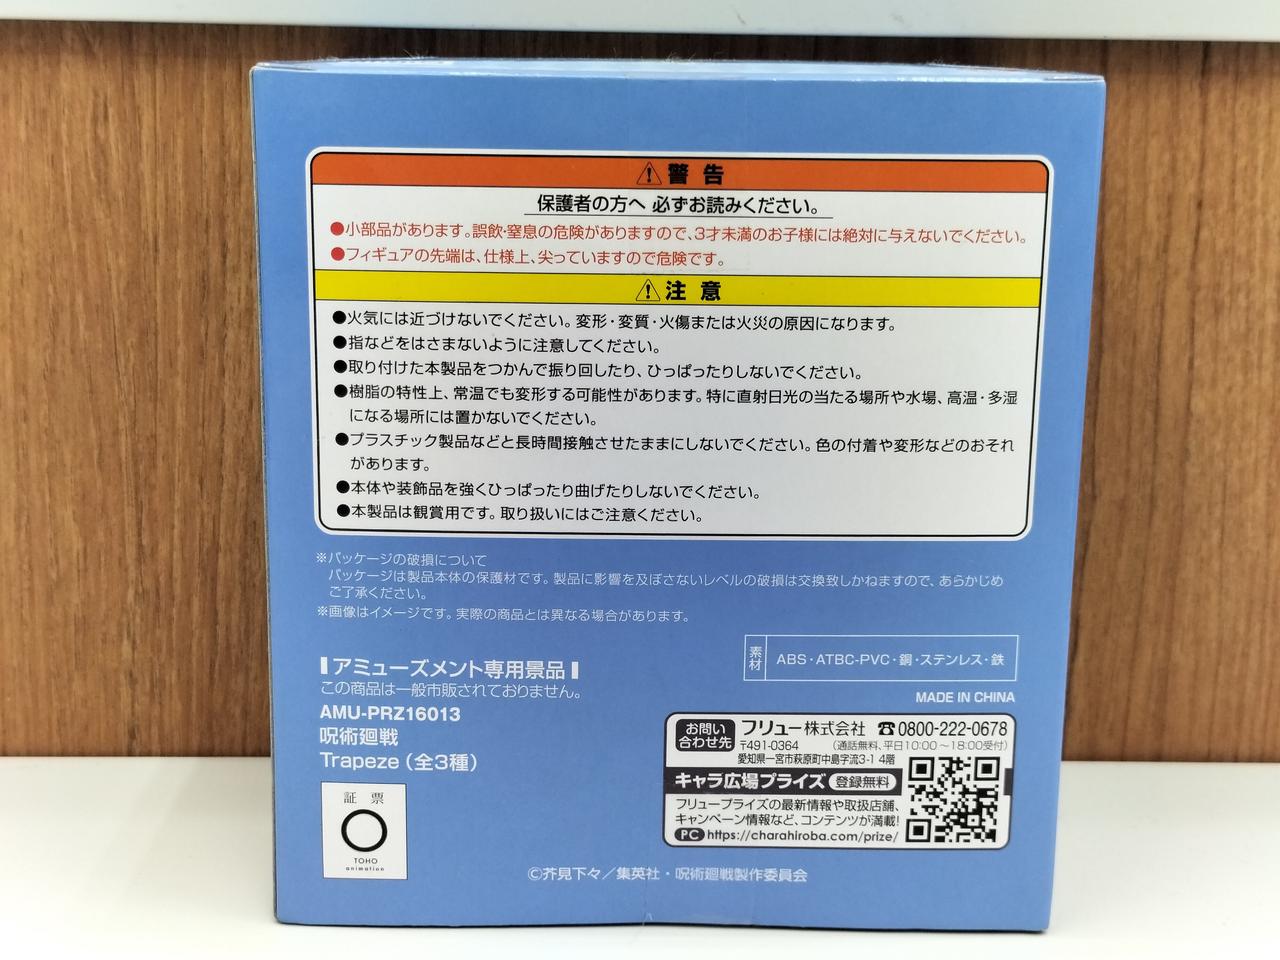 ⚠警告
保護者の方へ 必ずお読みください。
●小部品があります。誤飲・窒息の危険がありますので、3才未満のお子様には絶対に与えないでください。
●フィギュアの先端は、仕様上、尖っていますので危険です。
⚠注意
●火気には近づけないでください。変形・変質・火傷または火災の原因になります。
●指などをはさまないように注意してください。
●取り付けた本製品をつかんで振り回したり、ひっぱったりしないでください。
●樹脂の特性上、常温でも変形する可能性があります。特に直射日光の当たる場所や水場、高温・多湿
になる場所には置かないでください。
●プラスチック製品などと長時間接触させたままにしないでください。色の付着や変形などのおそれ
があります。
●本体や装飾品を強くひっぱったり曲げたりしないでください。
●本製品は観賞用です。取り扱いにはご注意ください。
※パッケージの破損について
パッケージは製品本体の保護材です。製品に影響を及ぼさないレベルの破損は交換致しかねますので、あらかじめ
ご了承ください。
※画像はイメージです。実際の商品とは異なる場合があります。
素材 ABS・ATBC-PVC・銅・ステンレス・鉄
MADE IN CHINA
アミューズメント専用景品
この商品は一般市販されておりません。
AMU-PRZ16013
呪術廻戦
Trapeze（全3種）
証票
TOHO
animation
お問い合わせ先 フリュー株式会社 ☎0800-222-0678
〒491-0364 （通話無料、平日10:00～18:00受付）
愛知県一宮市萩原町中島字流3-1 4階
キャラ広場プライズ 登録無料
フリュープライズの最新情報や取扱店舗、
キャンペーン情報など、コンテンツが満載!
PC https://charahiroba.com/prize/
©芥見下々／集英社・呪術廻戦製作委員会